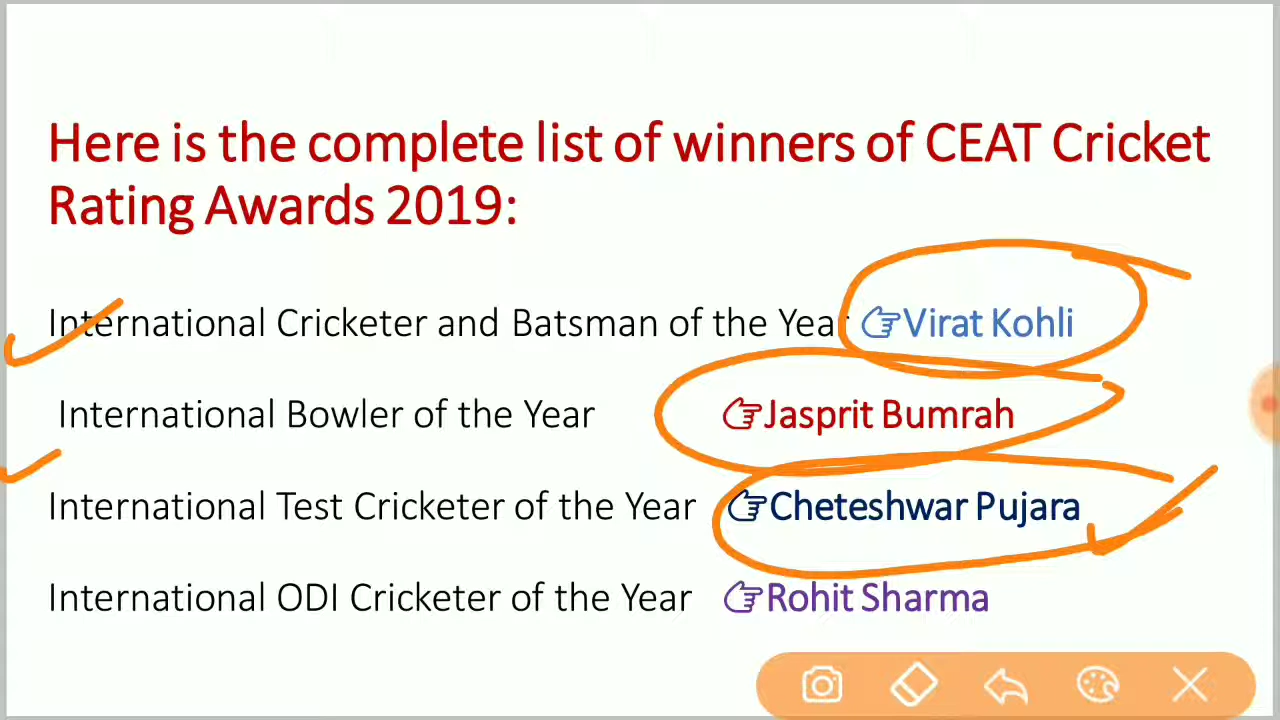 Here is the complete list of winners of CEAT Cricket
Rating Awards 2019:
International Cricketer and Batsman of the Year 👉Virat Kohli
International Bowler of the Year 👉Jasprit Bumrah
International Test Cricketer of the Year 👉Cheteshwar Pujara
International ODI Cricketer of the Year 👉Rohit Sharma